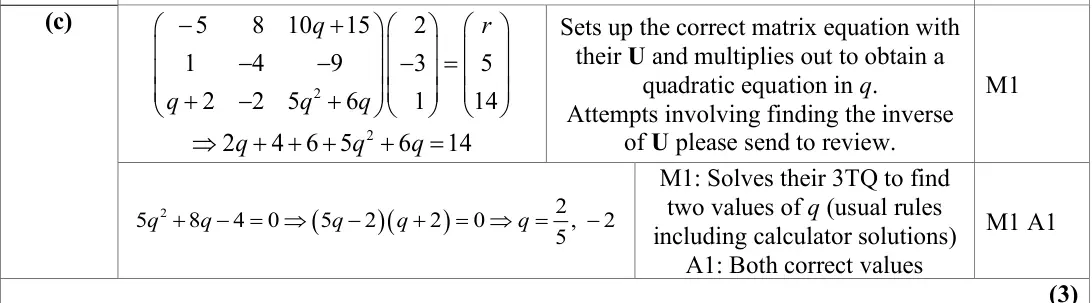 (c)
( −5 8 10q+15 ) ( 2 ) ( r )
( 1 −4 −9 ) ( −3 ) = ( 5 )
( q+2 −2 5q²+6q ) ( 1 ) ( 14 )
⇒ 2q+4+6+5q²+6q=14
Sets up the correct matrix equation with
their U and multiplies out to obtain a
quadratic equation in q.
Attempts involving finding the inverse
of U please send to review.
M1
5q²+8q−4=0⇒(5q−2)(q+2)=0⇒q=2/5, −2
M1: Solves their 3TQ to find
two values of q (usual rules
including calculator solutions)
A1: Both correct values
M1 A1
(3)